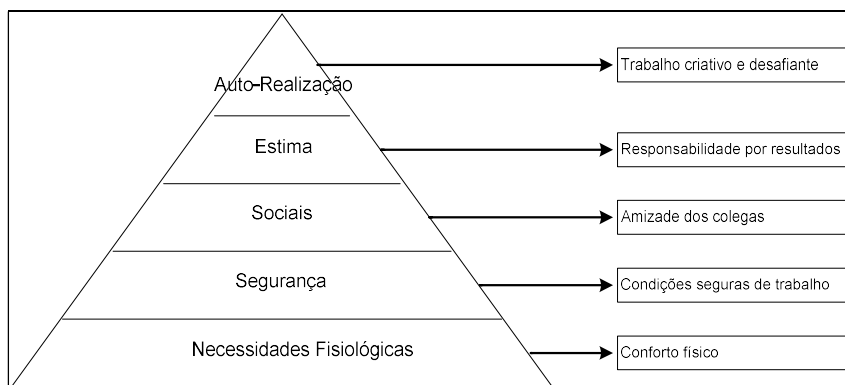 Auto-Realização
Trabalho criativo e desafiante
Estima
Responsabilidade por resultados
Sociais
Amizade dos colegas
Segurança
Condições seguras de trabalho
Necessidades Fisiológicas
Conforto físico